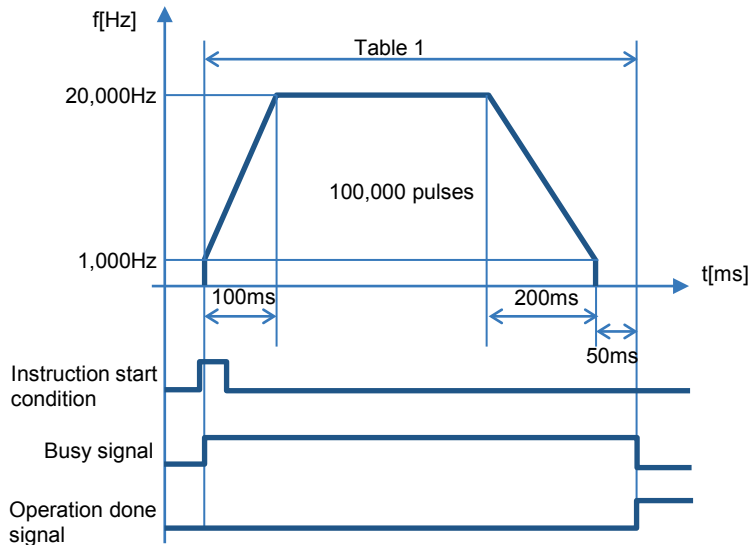 f[Hz]
Table 1
20,000Hz
100,000 pulses
1,000Hz
t[ms]
100ms
200ms
50ms
Instruction start
condition
Busy signal
Operation done
signal